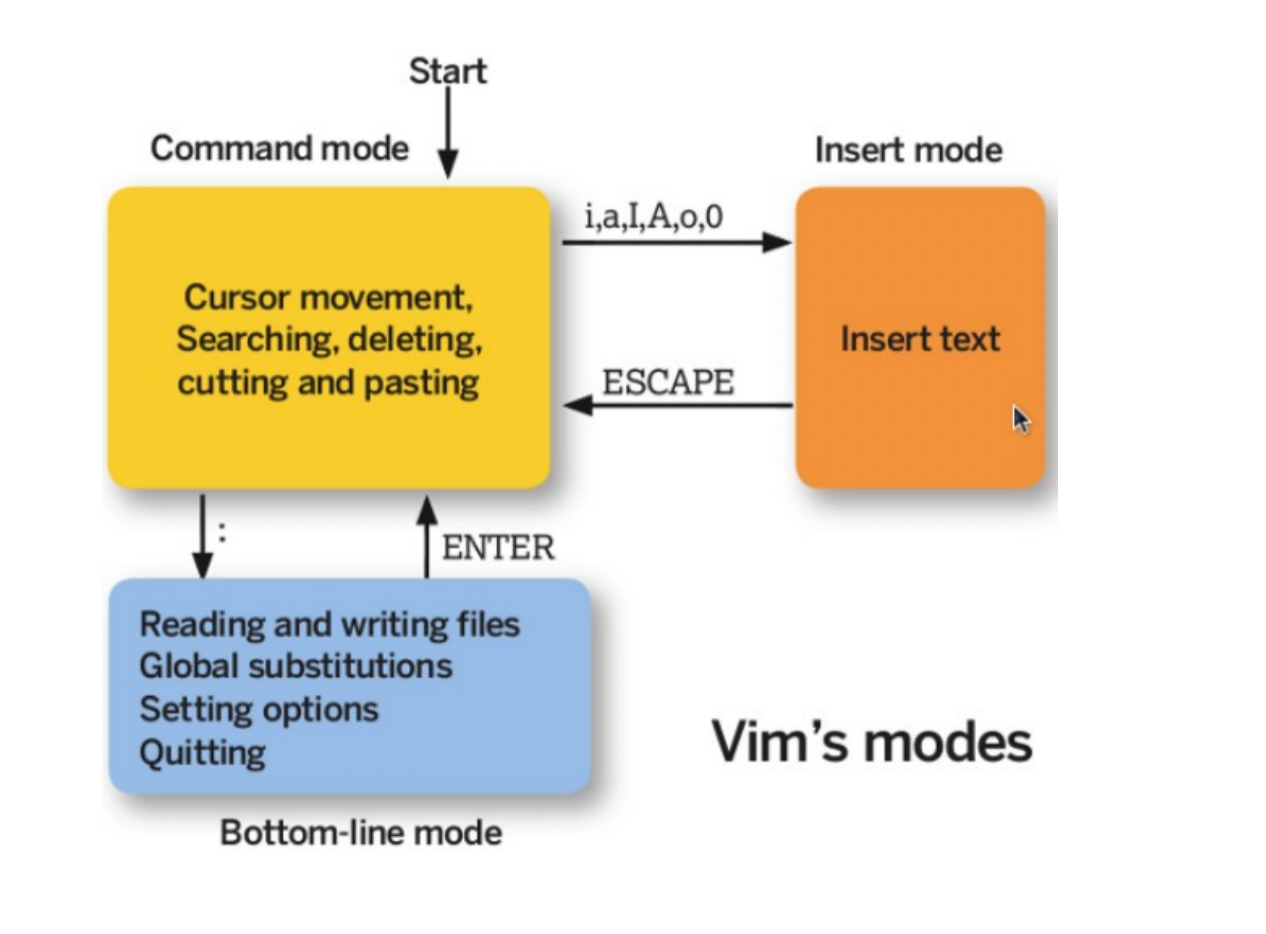 Start
Command mode
Insert mode
i,a,I,A,o,0
Cursor movement,
Searching, deleting,
cutting and pasting
Insert text
ESCAPE
:
ENTER
Reading and writing files
Global substitutions
Setting options
Quitting
Vim’s modes
Bottom-line mode